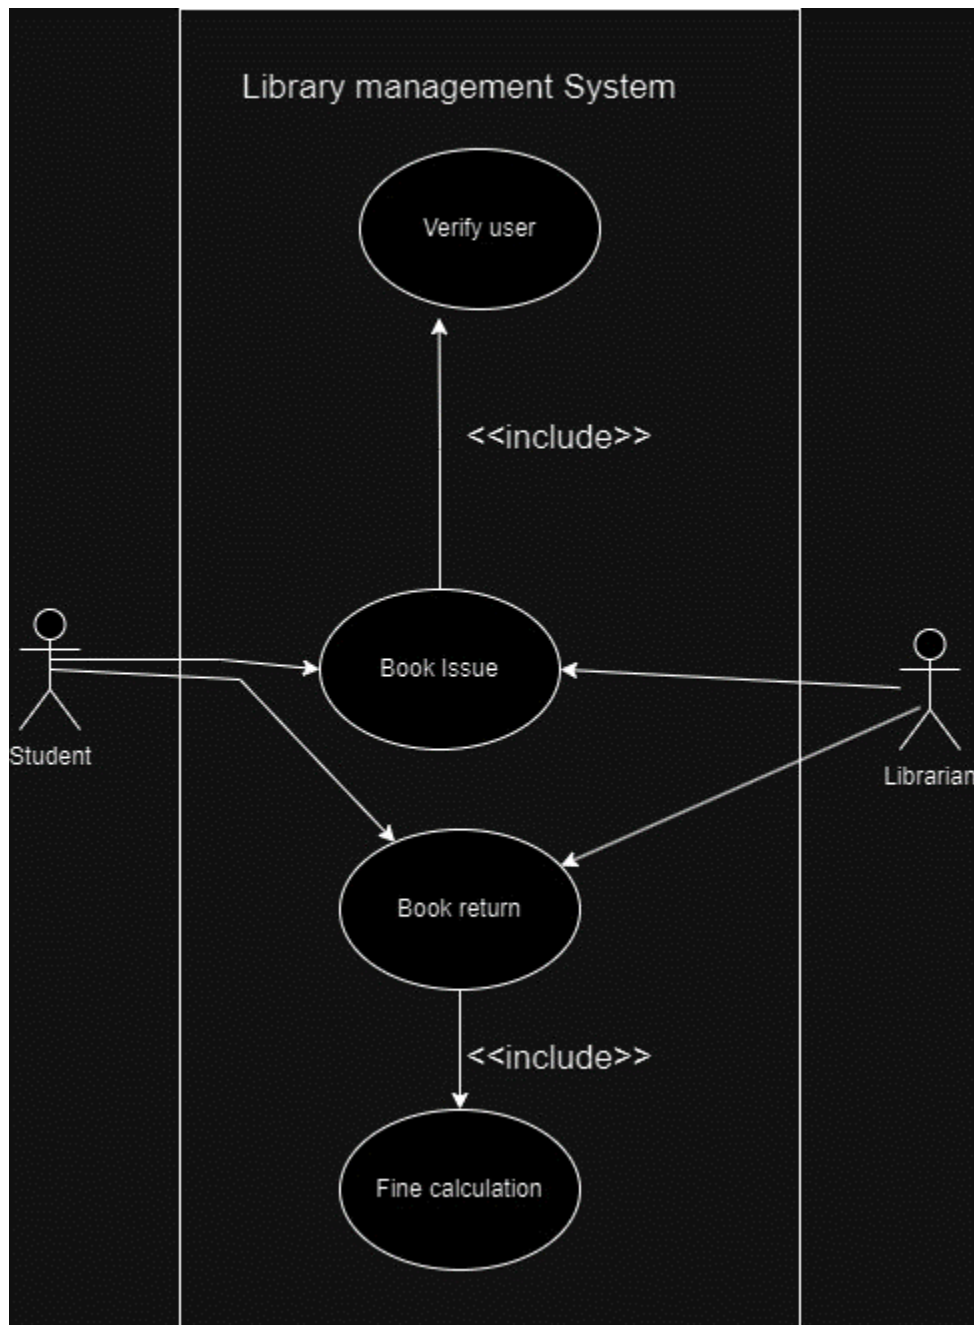 Library management System
Verify user
<<include>>
Book Issue
Student
Librarian
Book return
<<include>>
Fine calculation